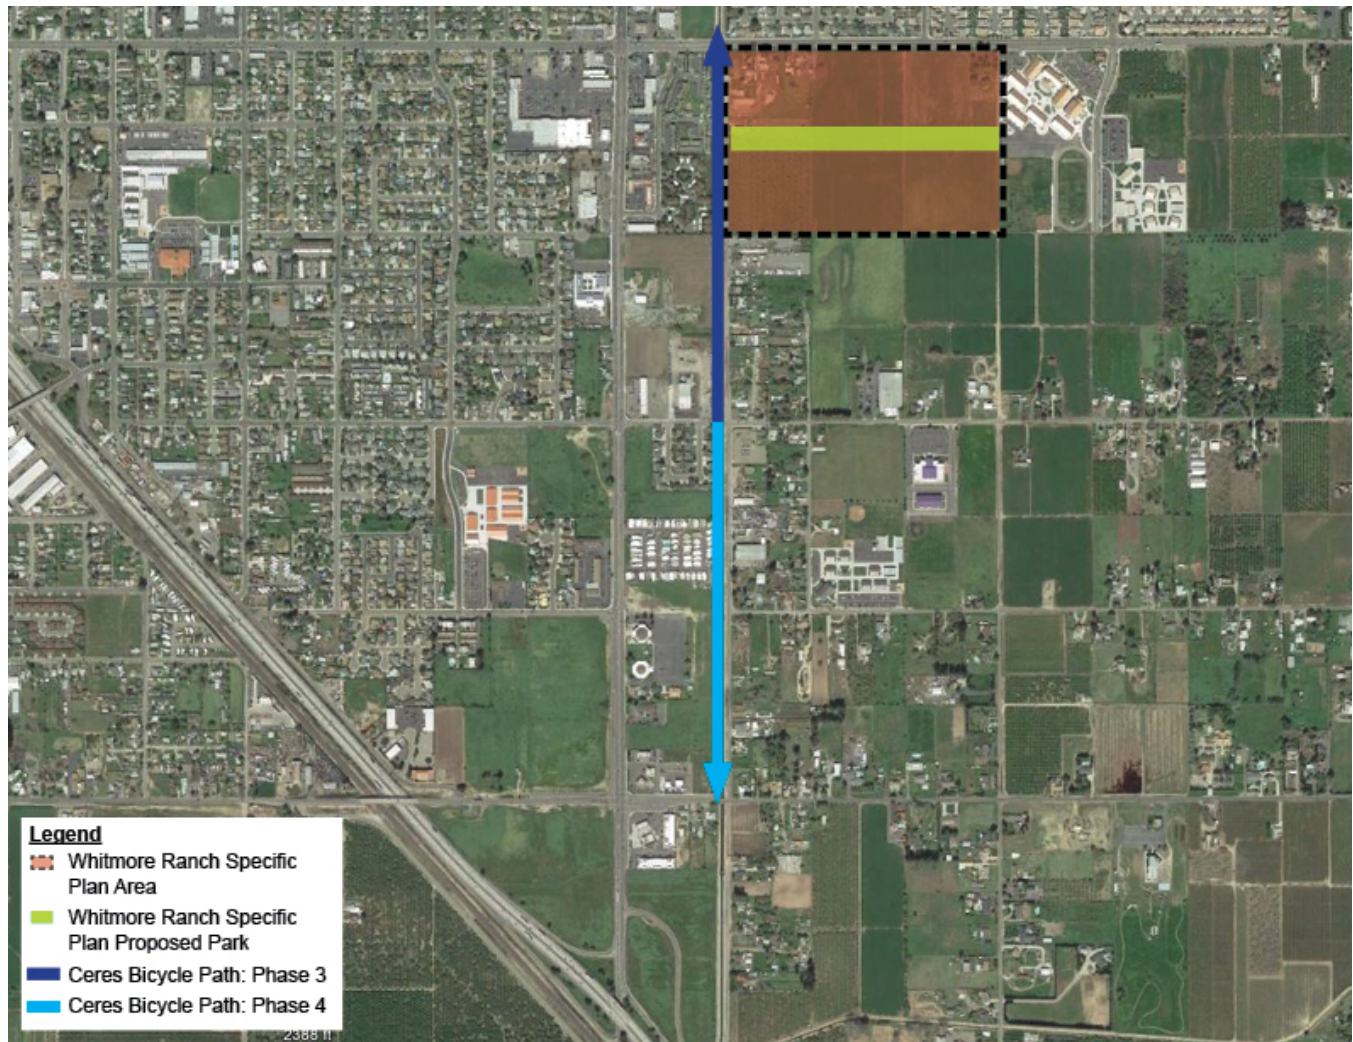 Legend
Whitmore Ranch Specific
Plan Area
Whitmore Ranch Specific
Plan Proposed Park
Ceres Bicycle Path: Phase 3
Ceres Bicycle Path: Phase 4
2388 ft